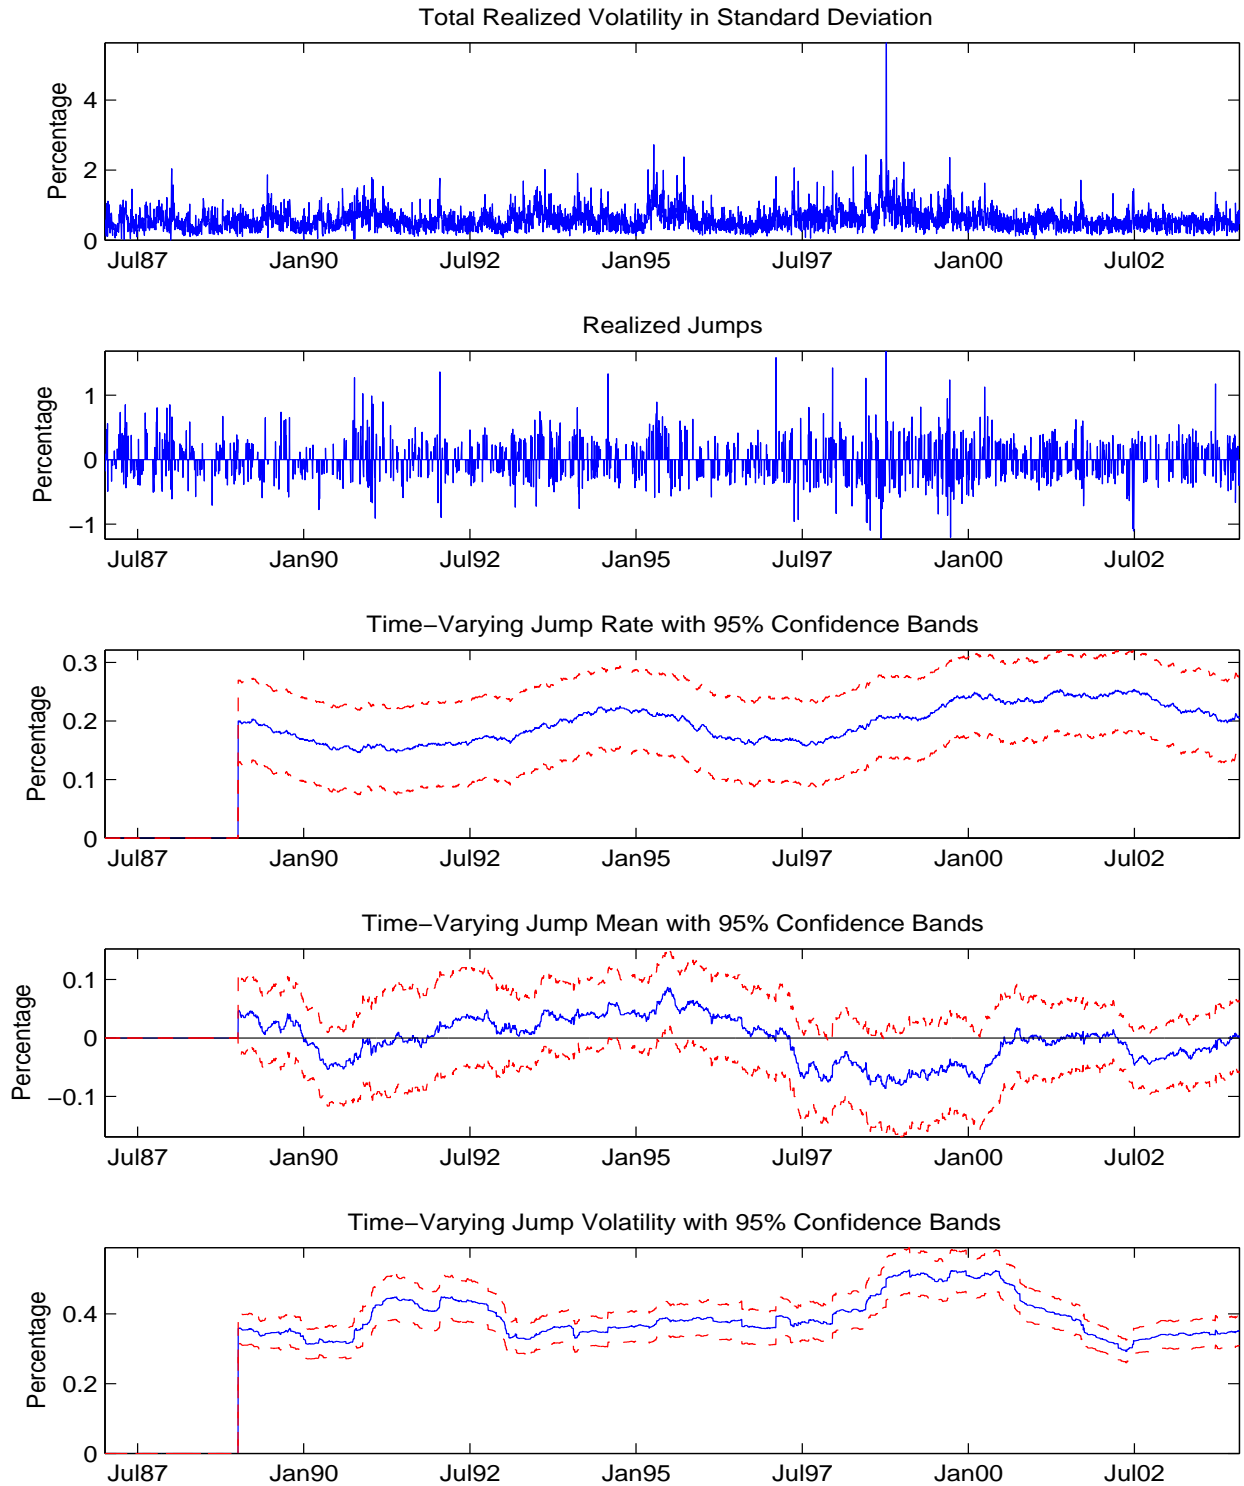 Total Realized Volatility in Standard Deviation
Percentage
4
2
0
Jul87 Jan90 Jul92 Jan95 Jul97 Jan00 Jul02
Realized Jumps
Percentage
1
0
−1
Jul87 Jan90 Jul92 Jan95 Jul97 Jan00 Jul02
Time−Varying Jump Rate with 95% Confidence Bands
Percentage
0.3
0.2
0.1
0
Jul87 Jan90 Jul92 Jan95 Jul97 Jan00 Jul02
Time−Varying Jump Mean with 95% Confidence Bands
Percentage
0.1
0
−0.1
Jul87 Jan90 Jul92 Jan95 Jul97 Jan00 Jul02
Time−Varying Jump Volatility with 95% Confidence Bands
Percentage
0.4
0.2
0
Jul87 Jan90 Jul92 Jan95 Jul97 Jan00 Jul02